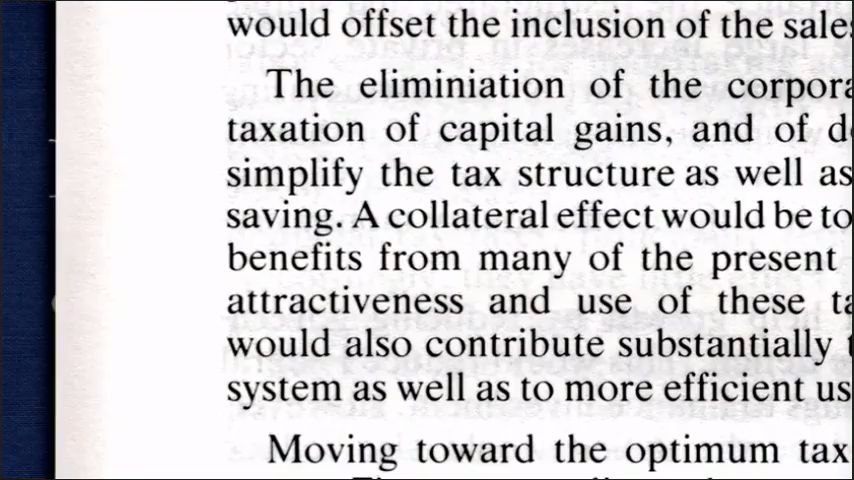 would offset the inclusion of the sale
The eliminiation of the corpora
taxation of capital gains, and of d
simplify the tax structure as well as
saving. A collateral effect would be to
benefits from many of the present
attractiveness and use of these ta
would also contribute substantially
system as well as to more efficient us
Moving toward the optimum tax